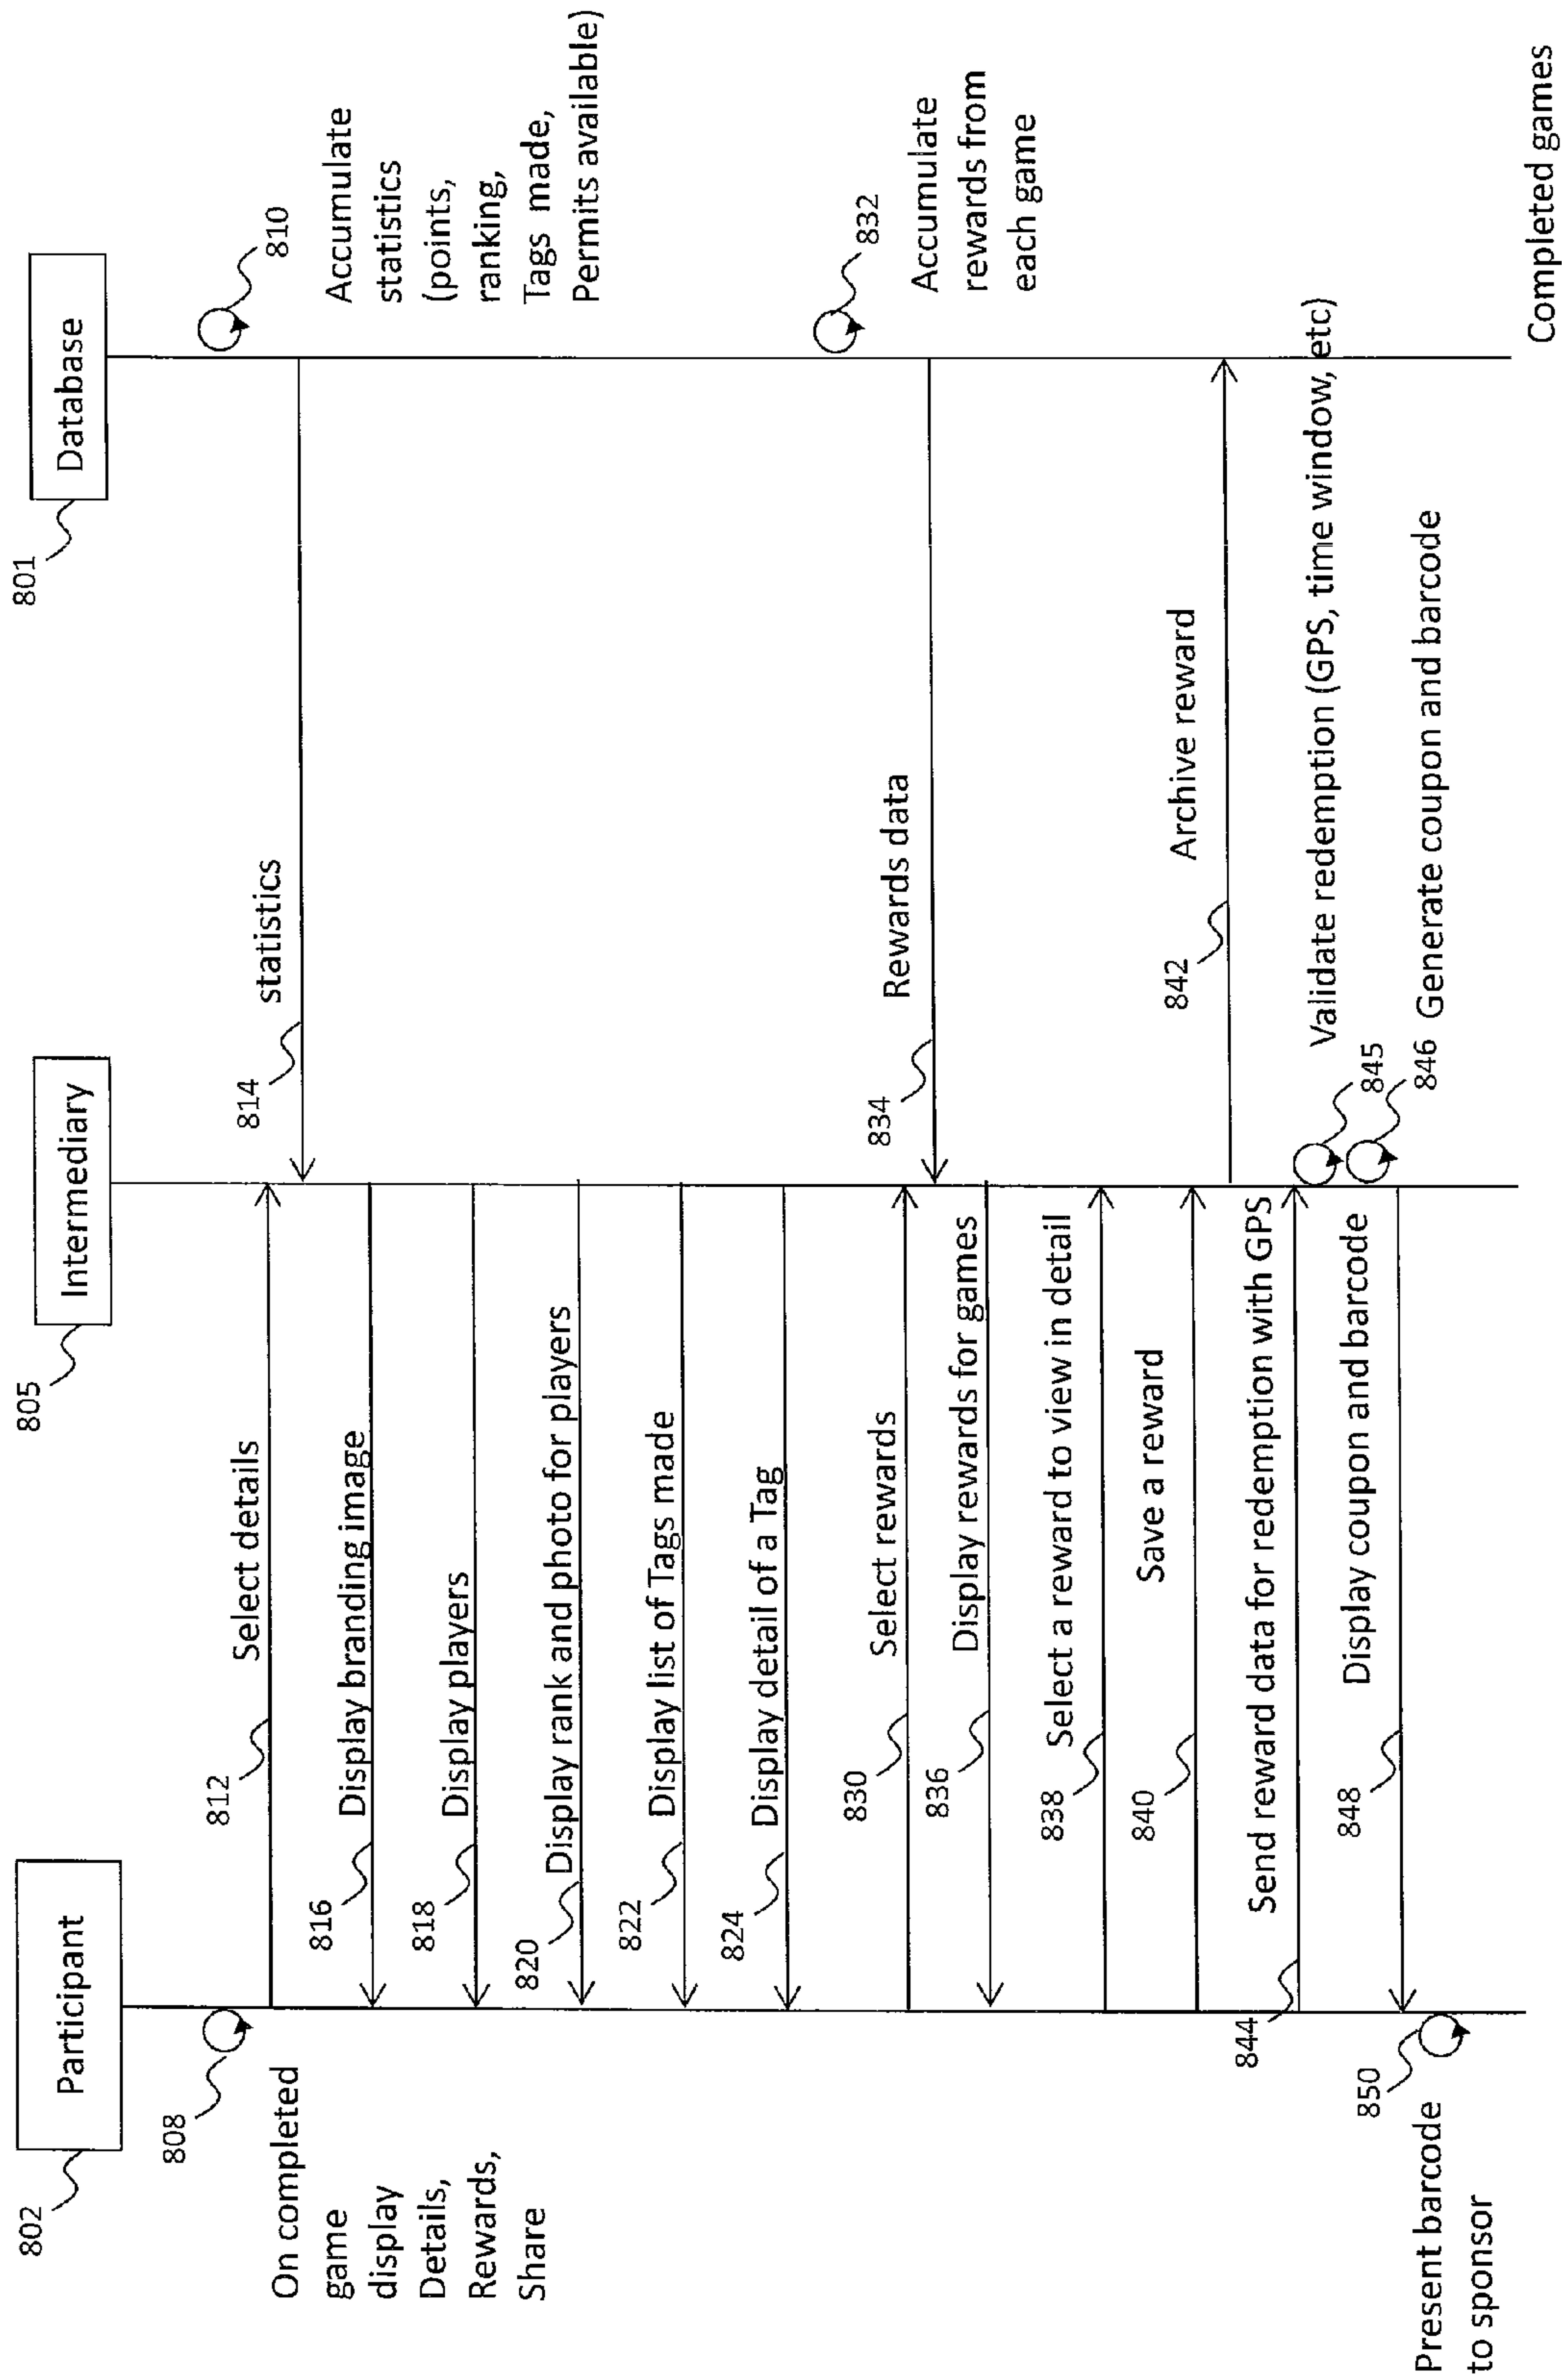 802
Participant
805
Intermediary
801
Database
808
On completed
game
display
Details,
Rewards,
Share
810
Accumulate
statistics
(points,
ranking,
Tags made,
Permits available)
812
Select details
814
statistics
816
Display branding image
818
Display players
820
Display rank and photo for players
822
Display list of Tags made
824
Display detail of a Tag
830
Select rewards
832
Accumulate
rewards from
each game
834
Rewards data
836
Display rewards for games
838
Select a reward to view in detail
840
Save a reward
842
Archive reward
844
Send reward data for redemption with GPS
845
Validate redemption (GPS, time window, etc)
846
Generate coupon and barcode
848
Display coupon and barcode
850
Present barcode
to sponsor
Completed games